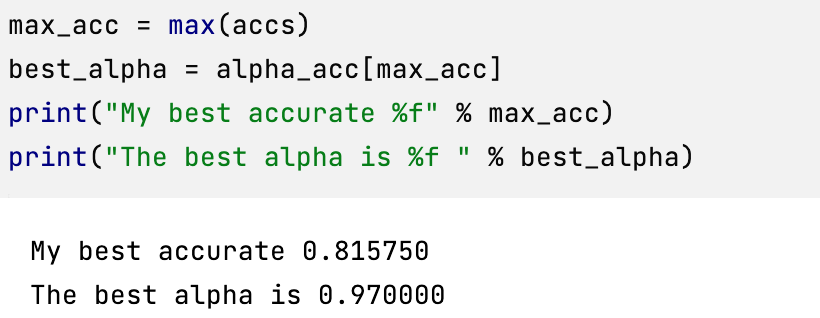 max_acc = max(accs)
best_alpha = alpha_acc[max_acc]
print("My best accurate %f" % max_acc)
print("The best alpha is %f " % best_alpha)
My best accurate 0.815750
The best alpha is 0.970000